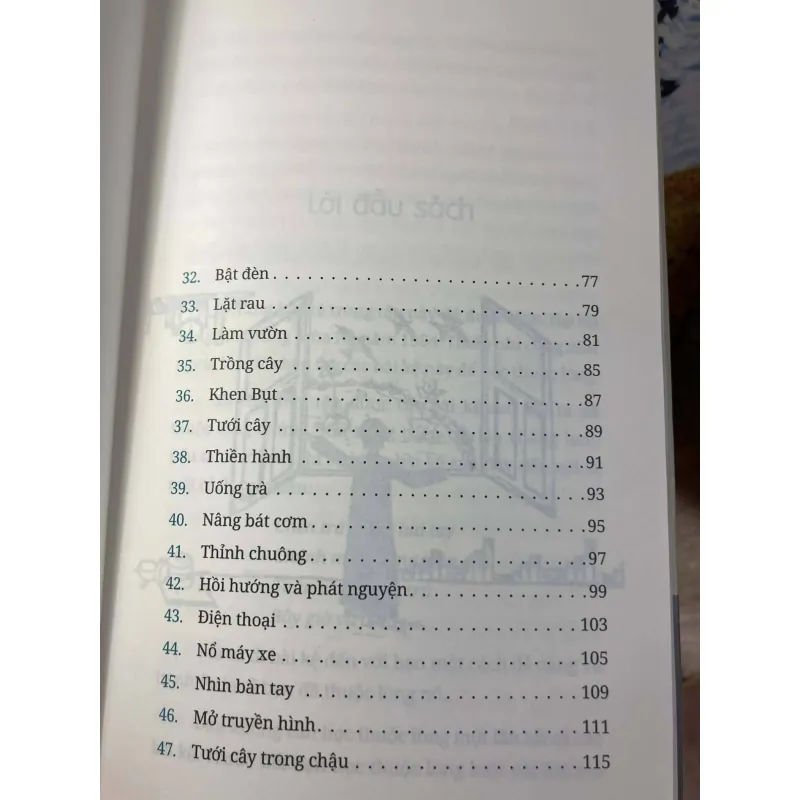 Lời đầu sách
32. Bật đèn . . . . . . . . . . . . . . . . . . . . . . . . . . . 77
33. Lặt rau . . . . . . . . . . . . . . . . . . . . . . . . . . . 79
34. Làm vườn . . . . . . . . . . . . . . . . . . . . . . . . . 81
35. Trồng cây . . . . . . . . . . . . . . . . . . . . . . . . . 85
36. Khen Bụt . . . . . . . . . . . . . . . . . . . . . . . . . . 87
37. Tưới cây . . . . . . . . . . . . . . . . . . . . . . . . . . 89
38. Thiền hành . . . . . . . . . . . . . . . . . . . . . . . . 91
39. Uống trà . . . . . . . . . . . . . . . . . . . . . . . . . . 93
40. Nâng bát cơm . . . . . . . . . . . . . . . . . . . . . . . 95
41. Thỉnh chuông . . . . . . . . . . . . . . . . . . . . . . . 97
42. Hồi hướng và phát nguyện . . . . . . . . . . . . . . . 99
43. Điện thoại . . . . . . . . . . . . . . . . . . . . . . . . 103
44. Nổ máy xe . . . . . . . . . . . . . . . . . . . . . . . . 105
45. Nhìn bàn tay . . . . . . . . . . . . . . . . . . . . . . 109
46. Mở truyền hình . . . . . . . . . . . . . . . . . . . . . 111
47. Tưới cây trong chậu . . . . . . . . . . . . . . . . . . 115